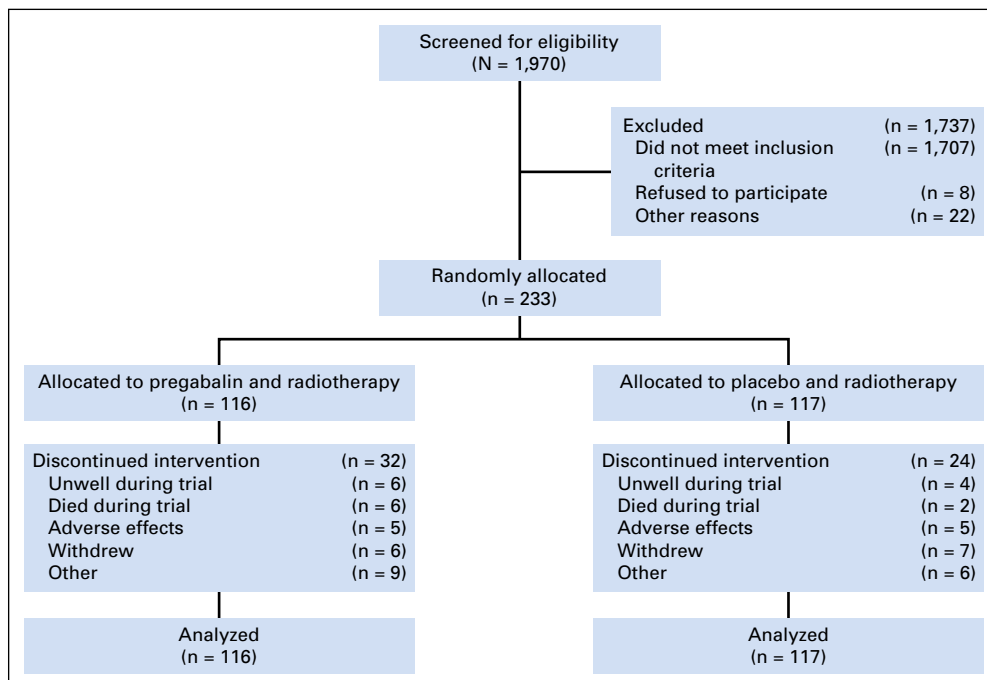 Screened for eligibility
(N = 1,970)
Excluded (n = 1,737)
Did not meet inclusion (n = 1,707)
criteria
Refused to participate (n = 8)
Other reasons (n = 22)
Randomly allocated
(n = 233)
Allocated to pregabalin and radiotherapy
(n = 116)
Discontinued intervention (n = 32)
Unwell during trial (n = 6)
Died during trial (n = 6)
Adverse effects (n = 5)
Withdrew (n = 6)
Other (n = 9)
Analyzed
(n = 116)
Allocated to placebo and radiotherapy
(n = 117)
Discontinued intervention (n = 24)
Unwell during trial (n = 4)
Died during trial (n = 2)
Adverse effects (n = 5)
Withdrew (n = 7)
Other (n = 6)
Analyzed
(n = 117)